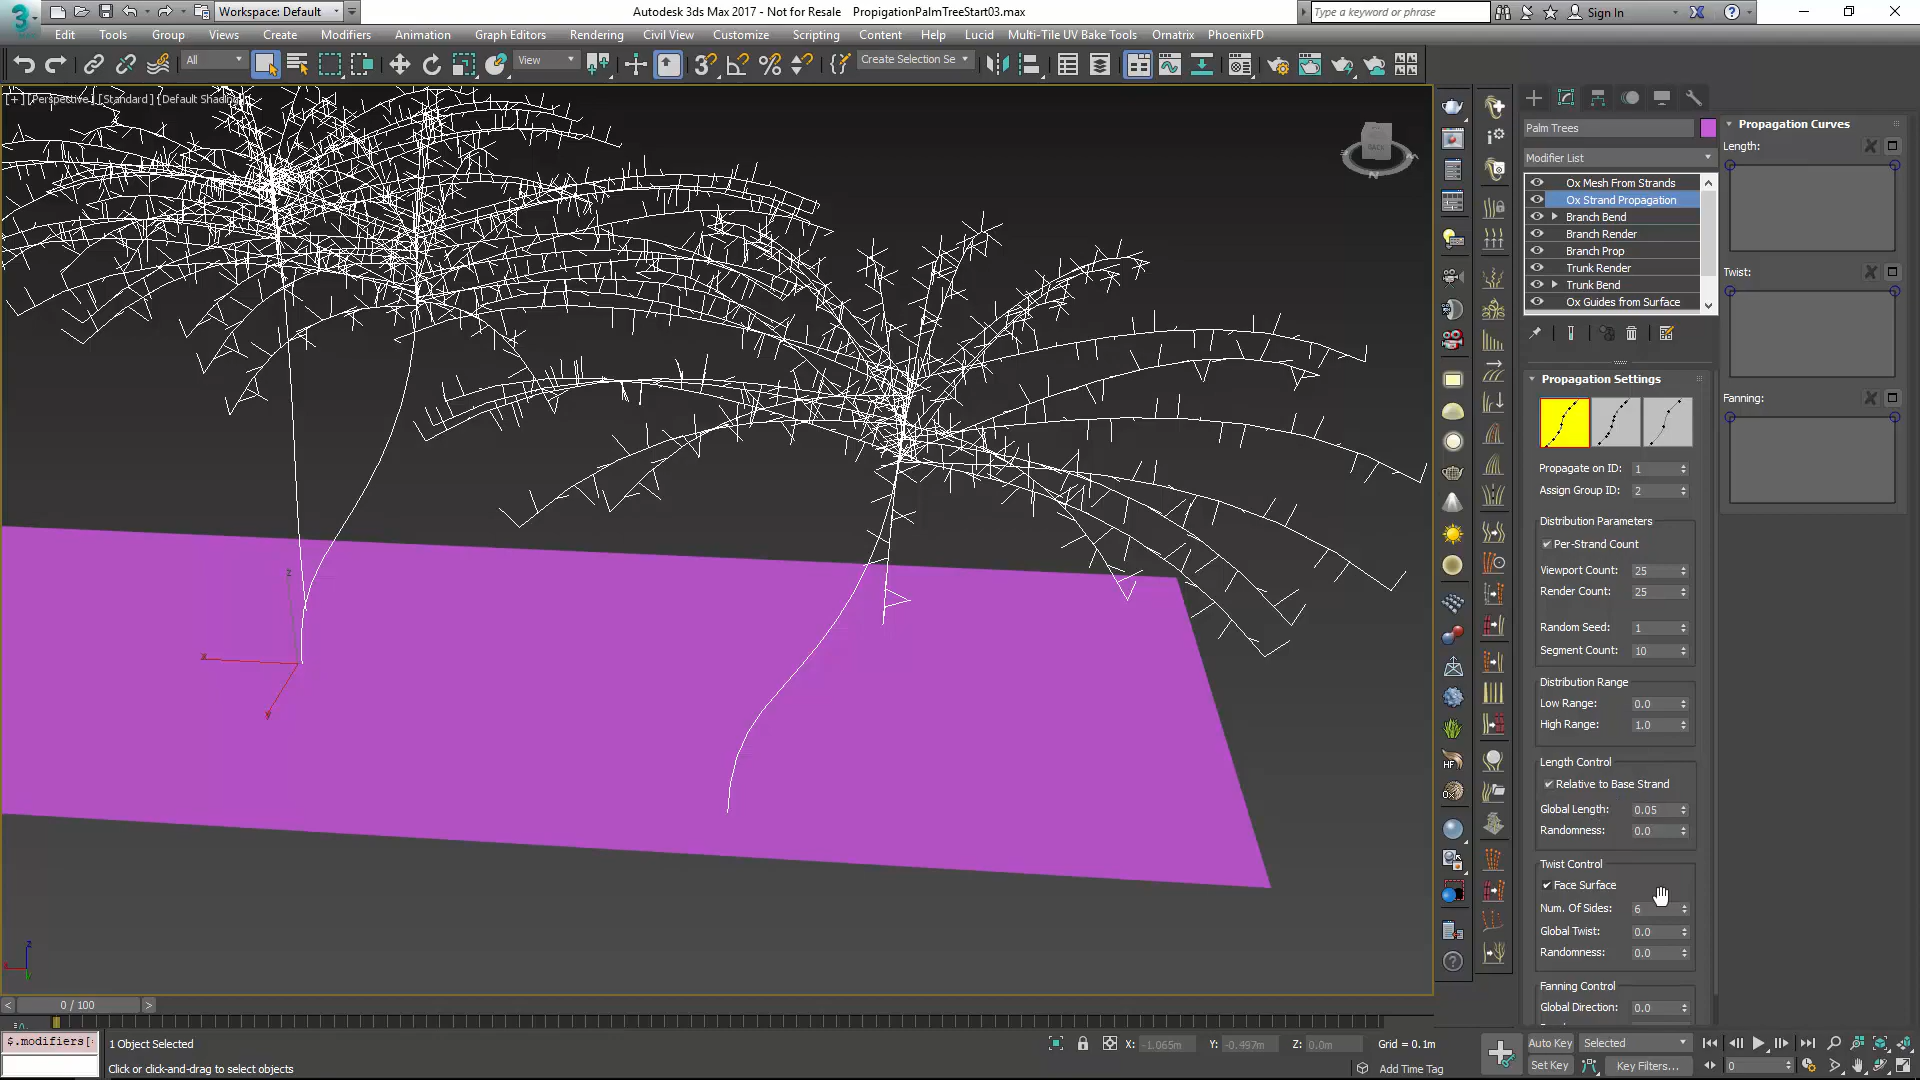 Workspace: Default
Autodesk 3ds Max 2017 - Not for Resale PropigationPalmTreeStart03.max
Type a keyword or phrase
Sign In
Edit Tools Group Views Create Modifiers Animation Graph Editors Rendering Civil View Customize Scripting Content Help Lucid Multi-Tile UV Bake Tools Ornatrix PhoenixFD
All
View
Create Selection Se
[+] [Perspective] [Standard] [Default Shading]
Palm Trees
Modifier List
Ox Mesh From Strands
Ox Strand Propagation
Branch Bend
Branch Render
Branch Prop
Trunk Render
Trunk Bend
Ox Guides from Surface
Propagation Settings
Propagate on ID: 1
Assign Group ID: 2
Distribution Parameters
Per-Strand Count
Viewport Count: 25
Render Count: 25
Random Seed: 1
Segment Count: 10
Distribution Range
Low Range: 0.0
High Range: 1.0
Length Control
Relative to Base Strand
Global Length: 0.05
Randomness: 0.0
Twist Control
Face Surface
Num. Of Sides: 6
Global Twist: 0.0
Randomness: 0.0
Fanning Control
Global Direction: 0.0
Propagation Curves
Length:
Twist:
Fanning:
BACK
N
z
x
y
z
HF
OX
0 / 100
$.modifiers[
1 Object Selected
Click or click-and-drag to select objects
X: -1.065m Y: -0.497m Z: 0.0m Grid = 0.1m
Add Time Tag
Auto Key Selected
Set Key Key Filters...
0